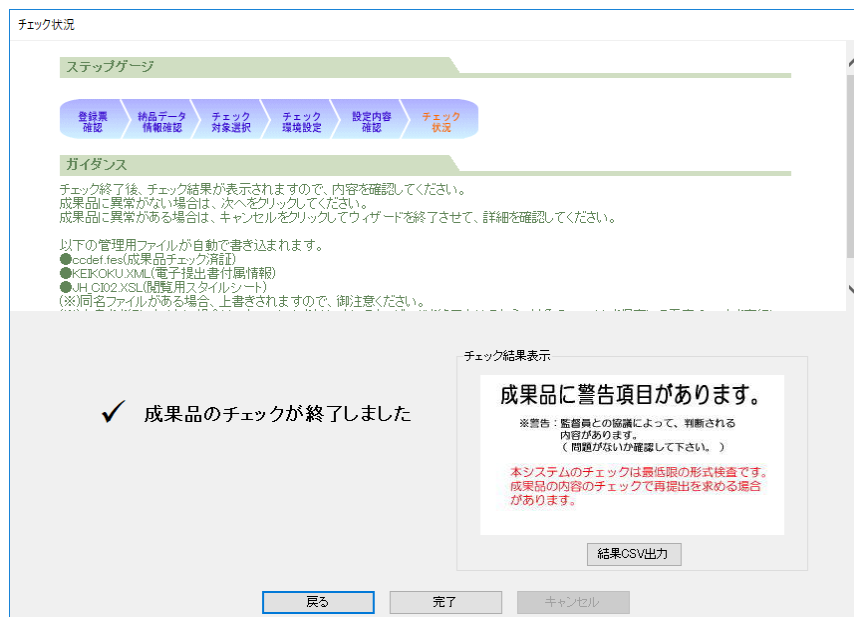 チェック状況
ステップゲージ
登録票
確認
納品データ
情報確認
チェック
対象選択
チェック
環境設定
設定内容
確認
チェック
状況
ガイダンス
チェック終了後、チェック結果が表示されますので、内容を確認してください。
成果品に異常がない場合は、次へをクリックしてください。
成果品に異常がある場合は、キャンセルをクリックしてウィザードを終了させて、詳細を確認してください。
以下の管理用ファイルが自動で書き込まれます。
●ccdef.fes(成果品チェック済証)
●KEIKOKU.XML(電子提出書付属情報)
●JH_CI02.XSL(閲覧用スタイルシート)
(※)同名ファイルがある場合、上書きされますので、御注意ください。
チェック結果表示
✓ 成果品のチェックが終了しました
成果品に警告項目があります。
※警告：監督員との協議によって、判断される
内容があります。
（ 問題がないか確認して下さい。 ）
本システムのチェックは最低限の形式検査です。
成果品の内容のチェックで再提出を求める場合
があります。
結果CSV出力
戻る
完了
キャンセル